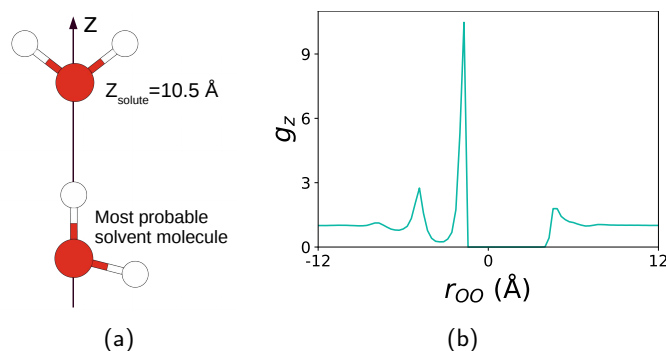 Z
Z_solute=10.5 Å
Most probable
solvent molecule
(a)
9
6
3
0
g_z
-12
0
12
r_OO (Å)
(b)